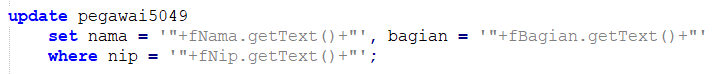 update pegawai5049
set nama = '"+fNama.getText()+"', bagian = '"+fBagian.getText()+"'
where nip = '"+fNip.getText()+"';